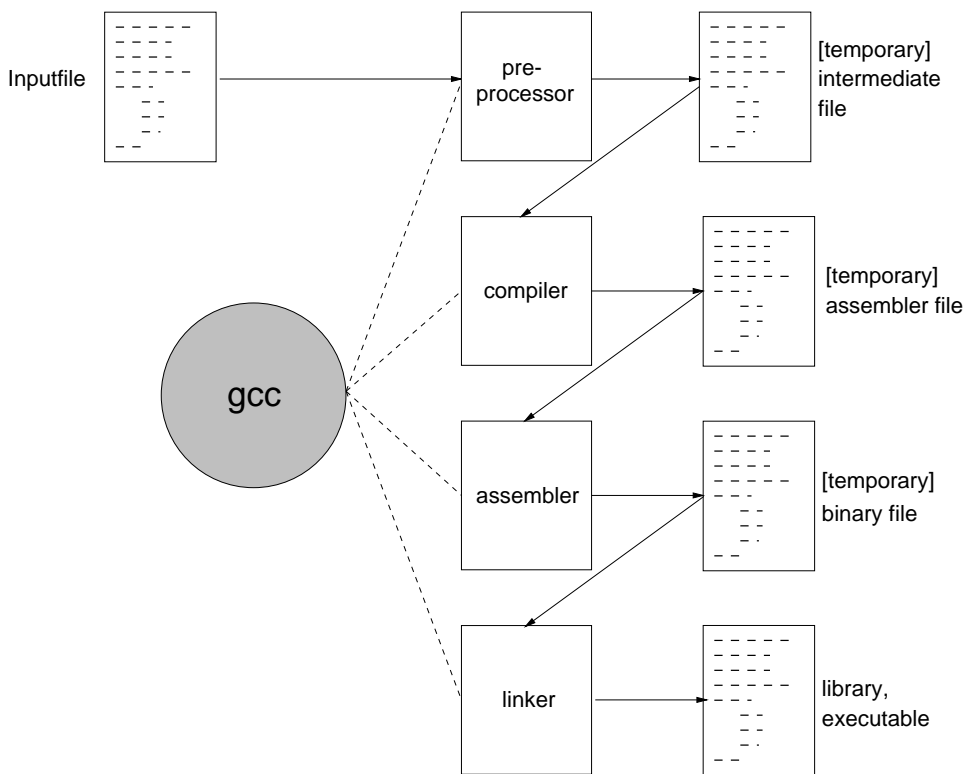 Inputfile
pre-
processor
[temporary]
intermediate
file
compiler
[temporary]
assembler file
gcc
assembler
[temporary]
binary file
linker
library,
executable